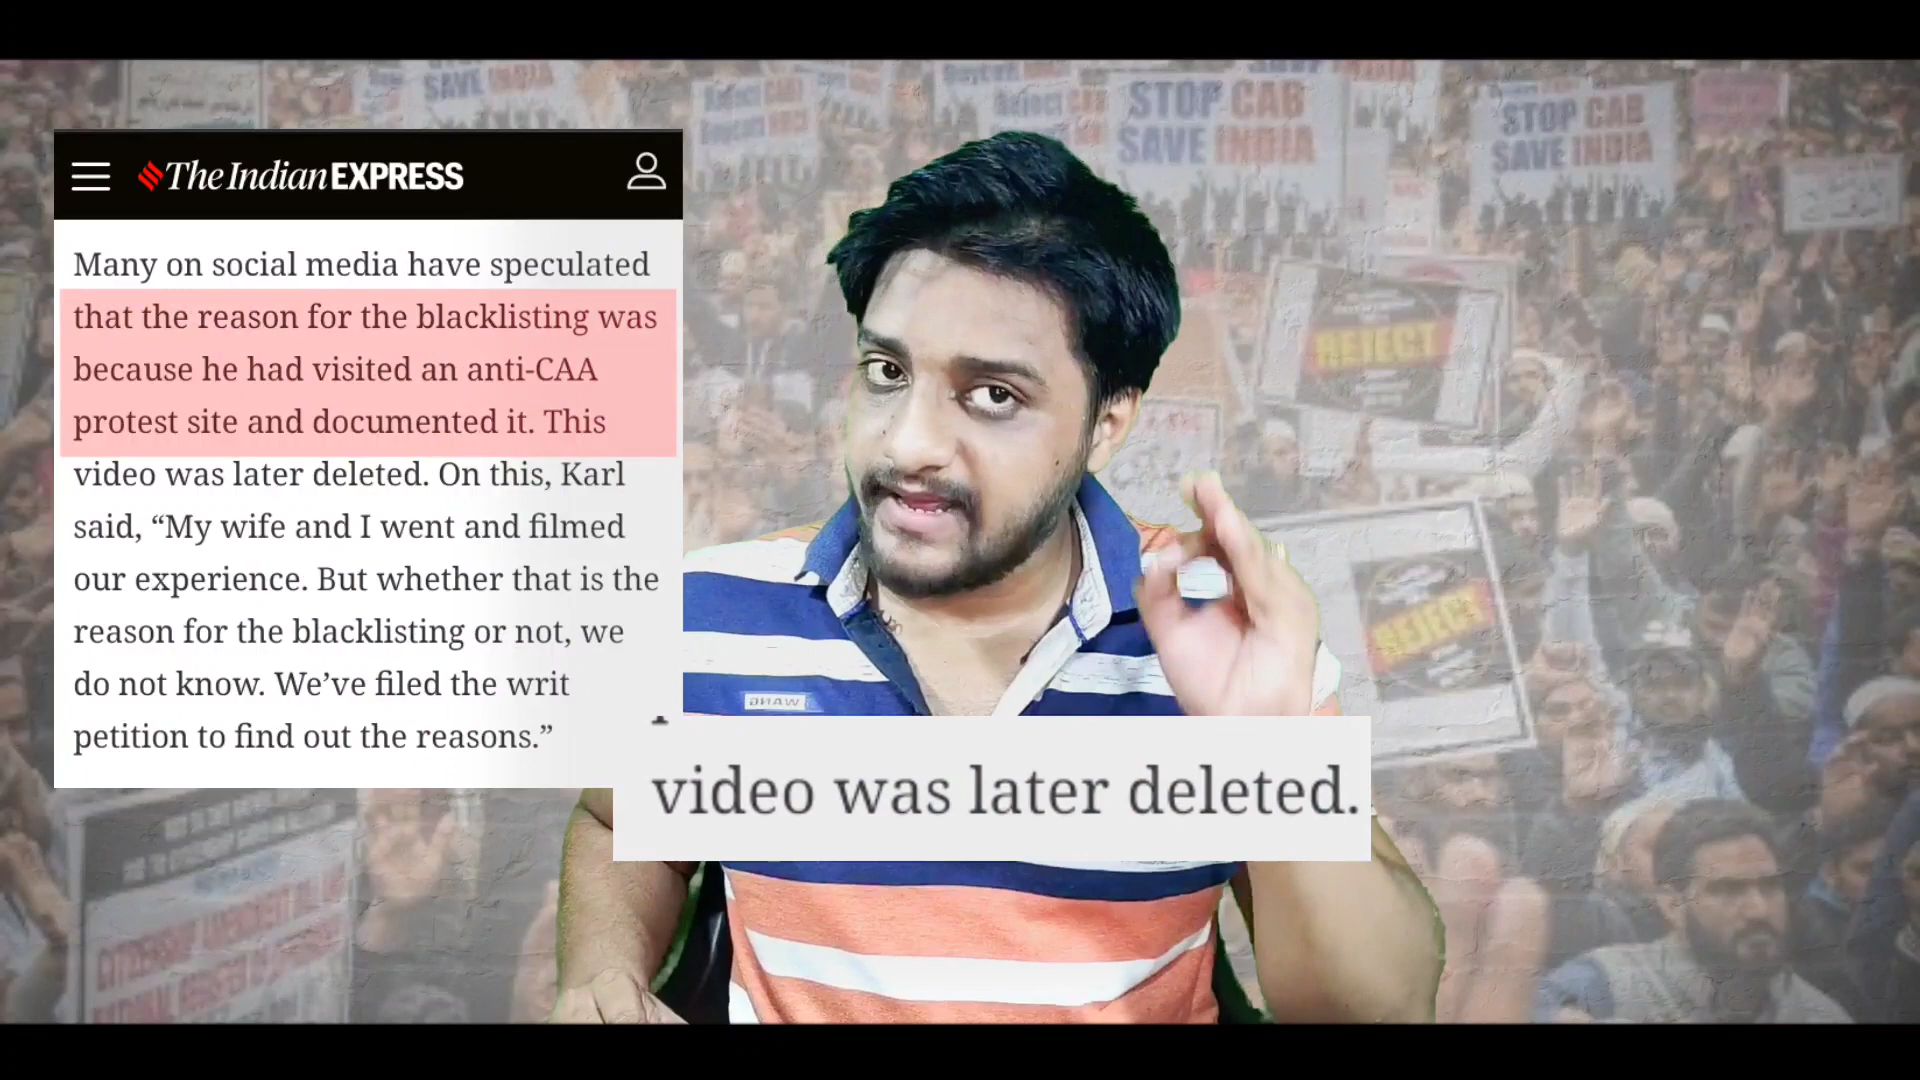 SAVE INDIA
STOP CAB
SAVE INDIA
STOP CAB
SAVE INDIA
The Indian EXPRESS
Many on social media have speculated
that the reason for the blacklisting was
because he had visited an anti-CAA
protest site and documented it. This
video was later deleted. On this, Karl
said, “My wife and I went and filmed
our experience. But whether that is the
reason for the blacklisting or not, we
do not know. We’ve filed the writ
petition to find out the reasons.”
REJECT
REJECT
video was later deleted.